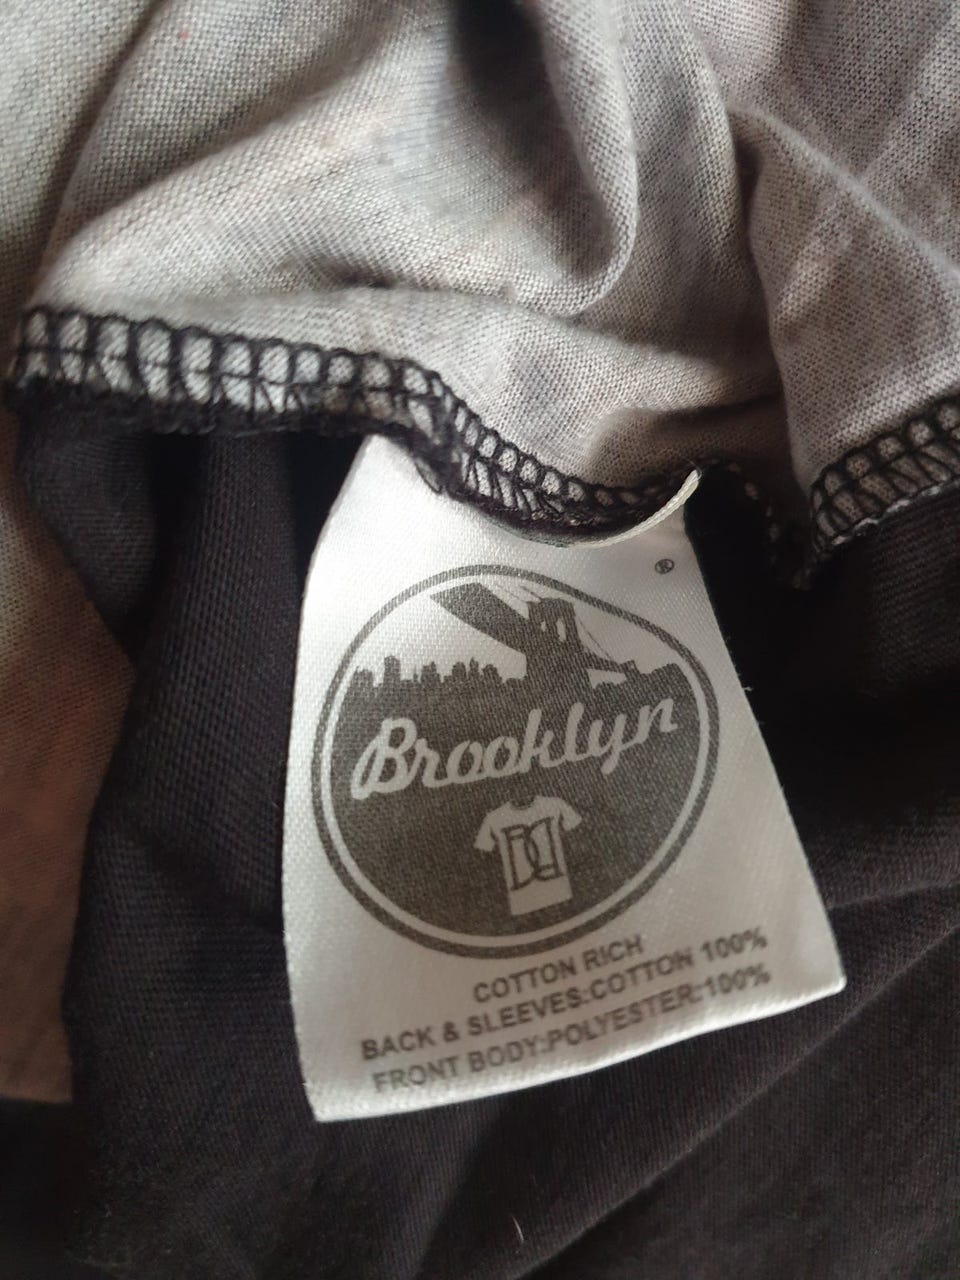 ®
Brooklyn
COTTON RICH
BACK & SLEEVES:COTTON 100%
FRONT BODY:POLYESTER:100%